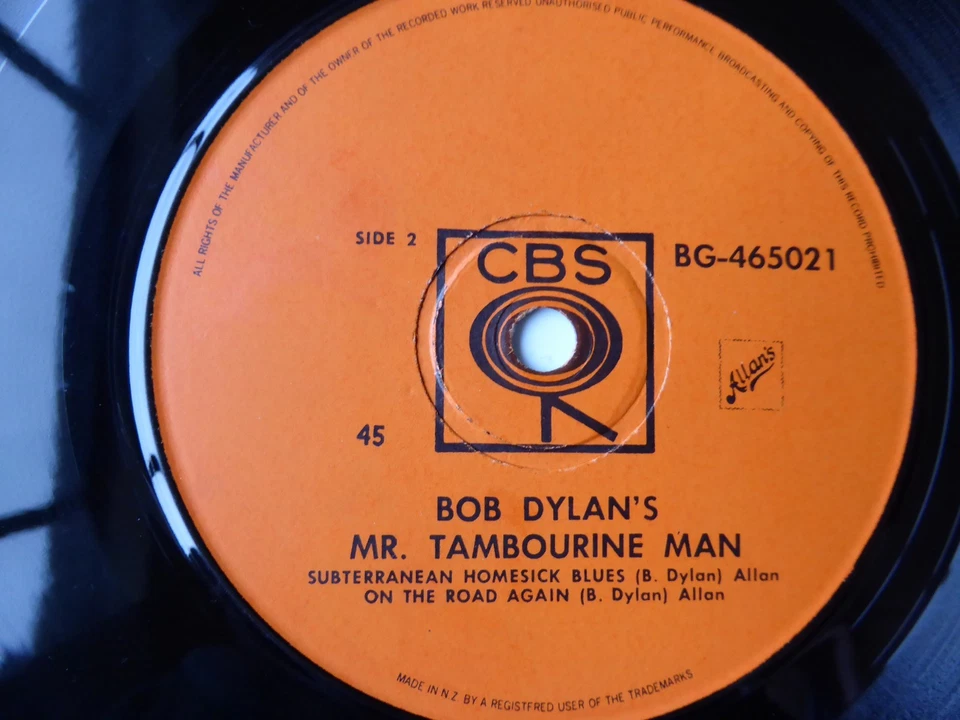 ALL RIGHTS OF THE MANUFACTURER AND OF THE OWNER OF THE RECORDED WORK RESERVED UNAUTHORISED PUBLIC PERFORMANCE BROADCASTING AND COPYING OF THIS RECORD PROHIBITED
SIDE 2
CBS
BG-465021
Allan's
45
BOB DYLAN'S
MR. TAMBOURINE MAN
SUBTERRANEAN HOMESICK BLUES (B. Dylan) Allan
ON THE ROAD AGAIN (B. Dylan) Allan
MADE IN N Z BY A REGISTFRED USER OF THE TRADEMARKS